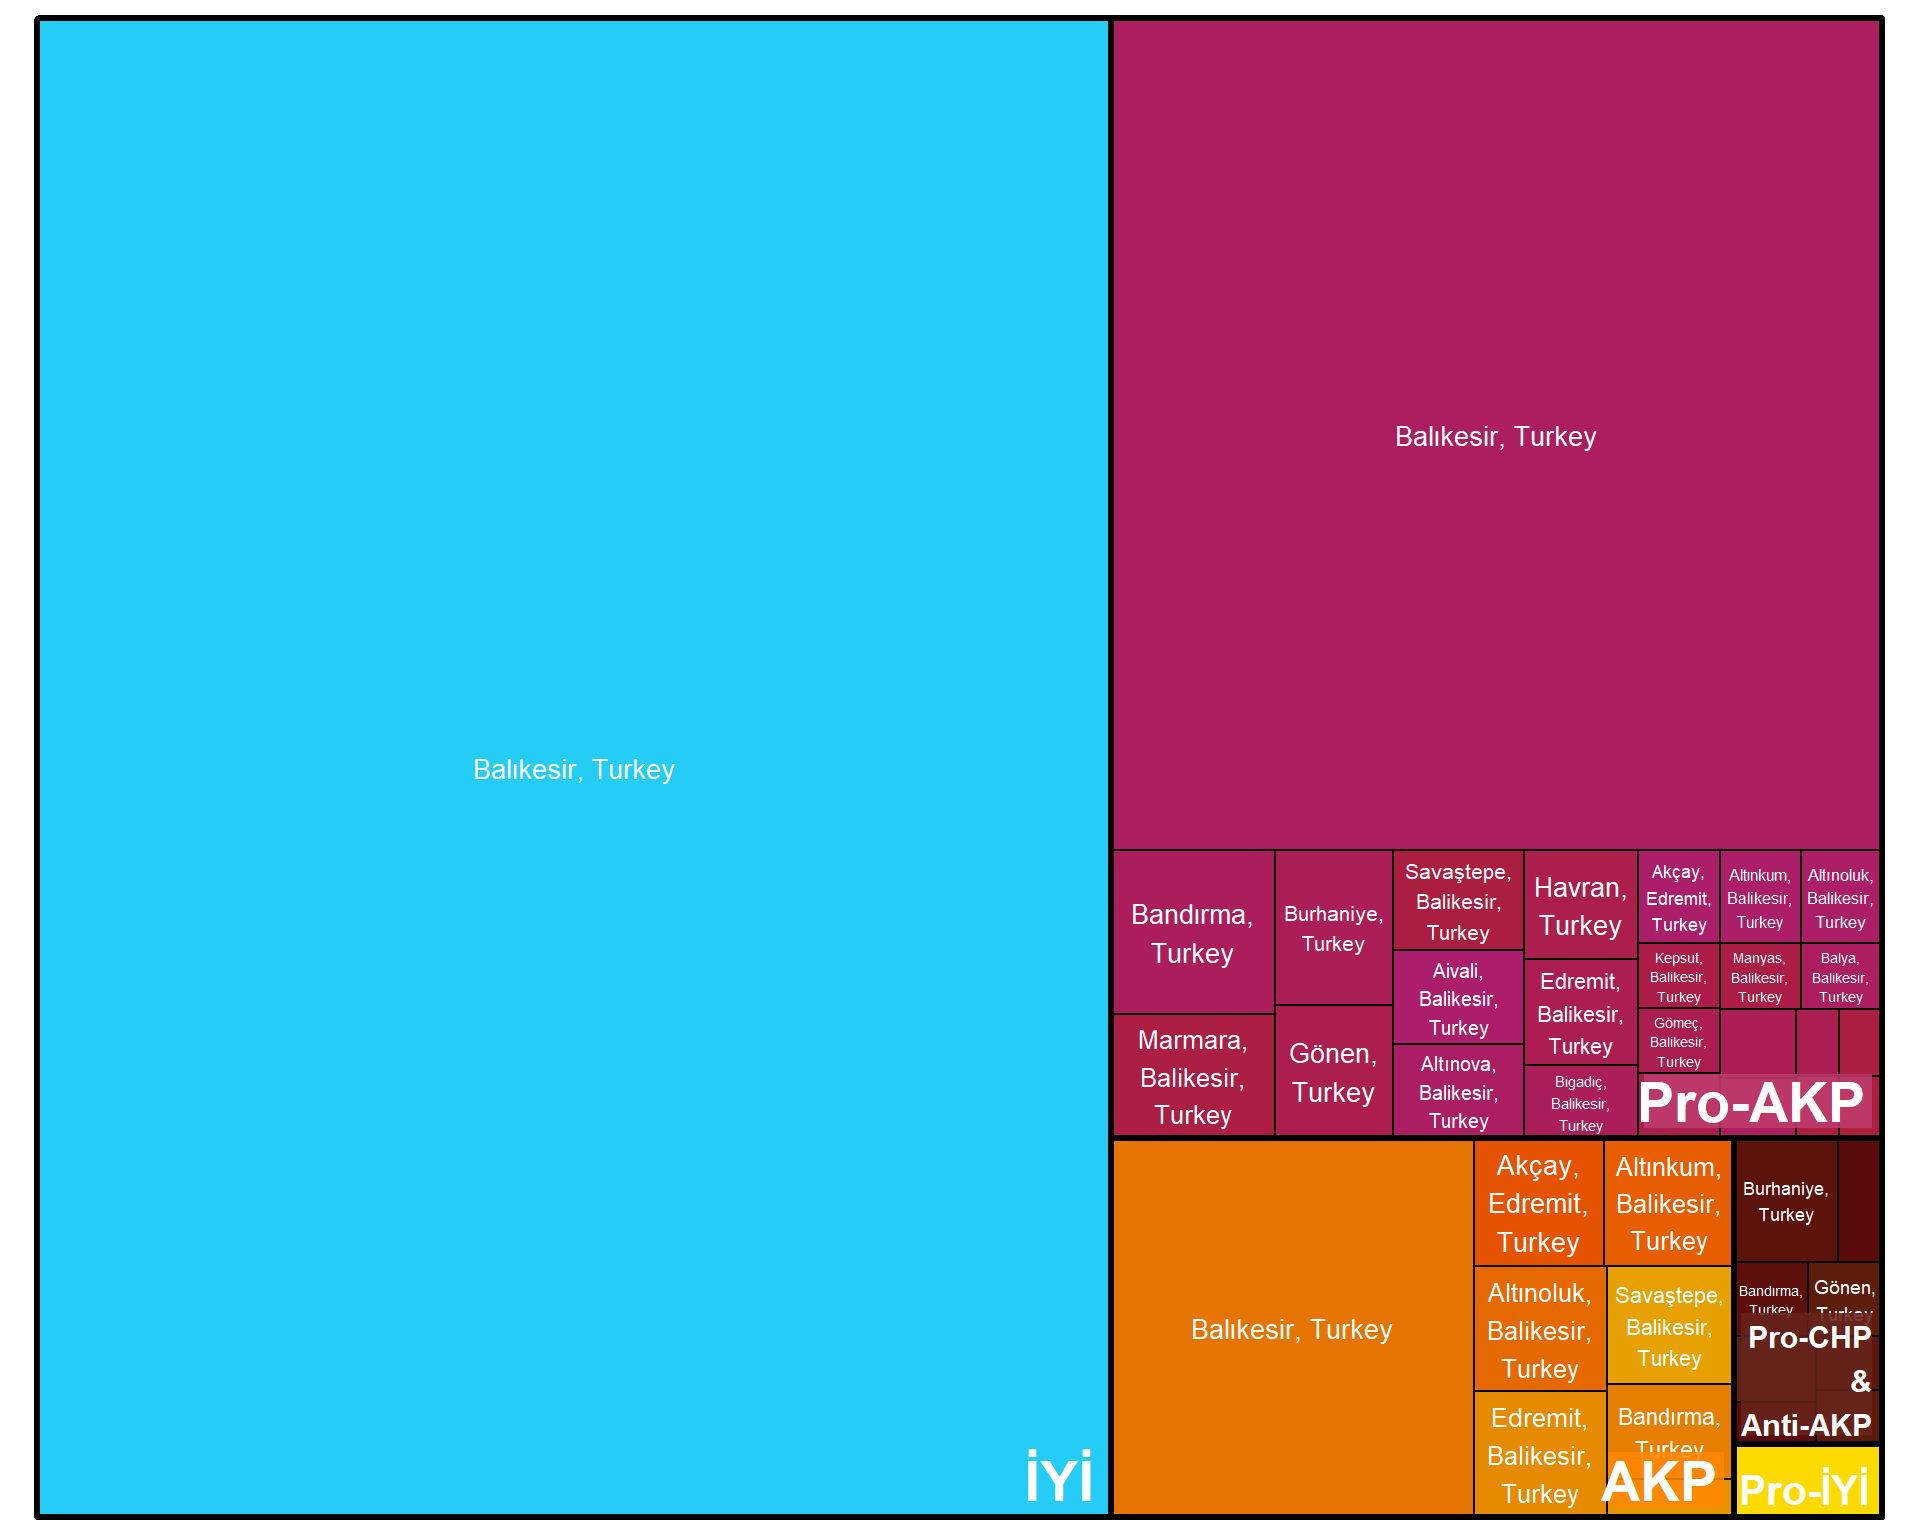 Balıkesir, Turkey
İYİ
Balıkesir, Turkey
Bandırma,
Turkey
Marmara,
Balikesir,
Turkey
Burhaniye,
Turkey
Gönen,
Turkey
Savaştepe,
Balikesir,
Turkey
Aivali,
Balikesir,
Turkey
Altınova,
Balikesir,
Turkey
Havran,
Turkey
Edremit,
Balikesir,
Turkey
Bigadiç,
Balikesir,
Turkey
Akçay,
Edremit,
Turkey
Altınkum,
Balikesir,
Turkey
Altınoluk,
Balikesir,
Turkey
Kepsut,
Balikesir,
Turkey
Manyas,
Balikesir,
Turkey
Balya,
Balikesir,
Turkey
Gömeç,
Balikesir,
Turkey
Pro-AKP
Balıkesir, Turkey
Akçay,
Edremit,
Turkey
Altınkum,
Balikesir,
Turkey
Altınoluk,
Balikesir,
Turkey
Savaştepe,
Balikesir,
Turkey
Edremit,
Balikesir,
Turkey
Bandırma,
Turkey
AKP
Burhaniye,
Turkey
Bandırma,
Turkey
Gönen,
Turkey
Pro-CHP
&
Anti-AKP
Pro-İYİ